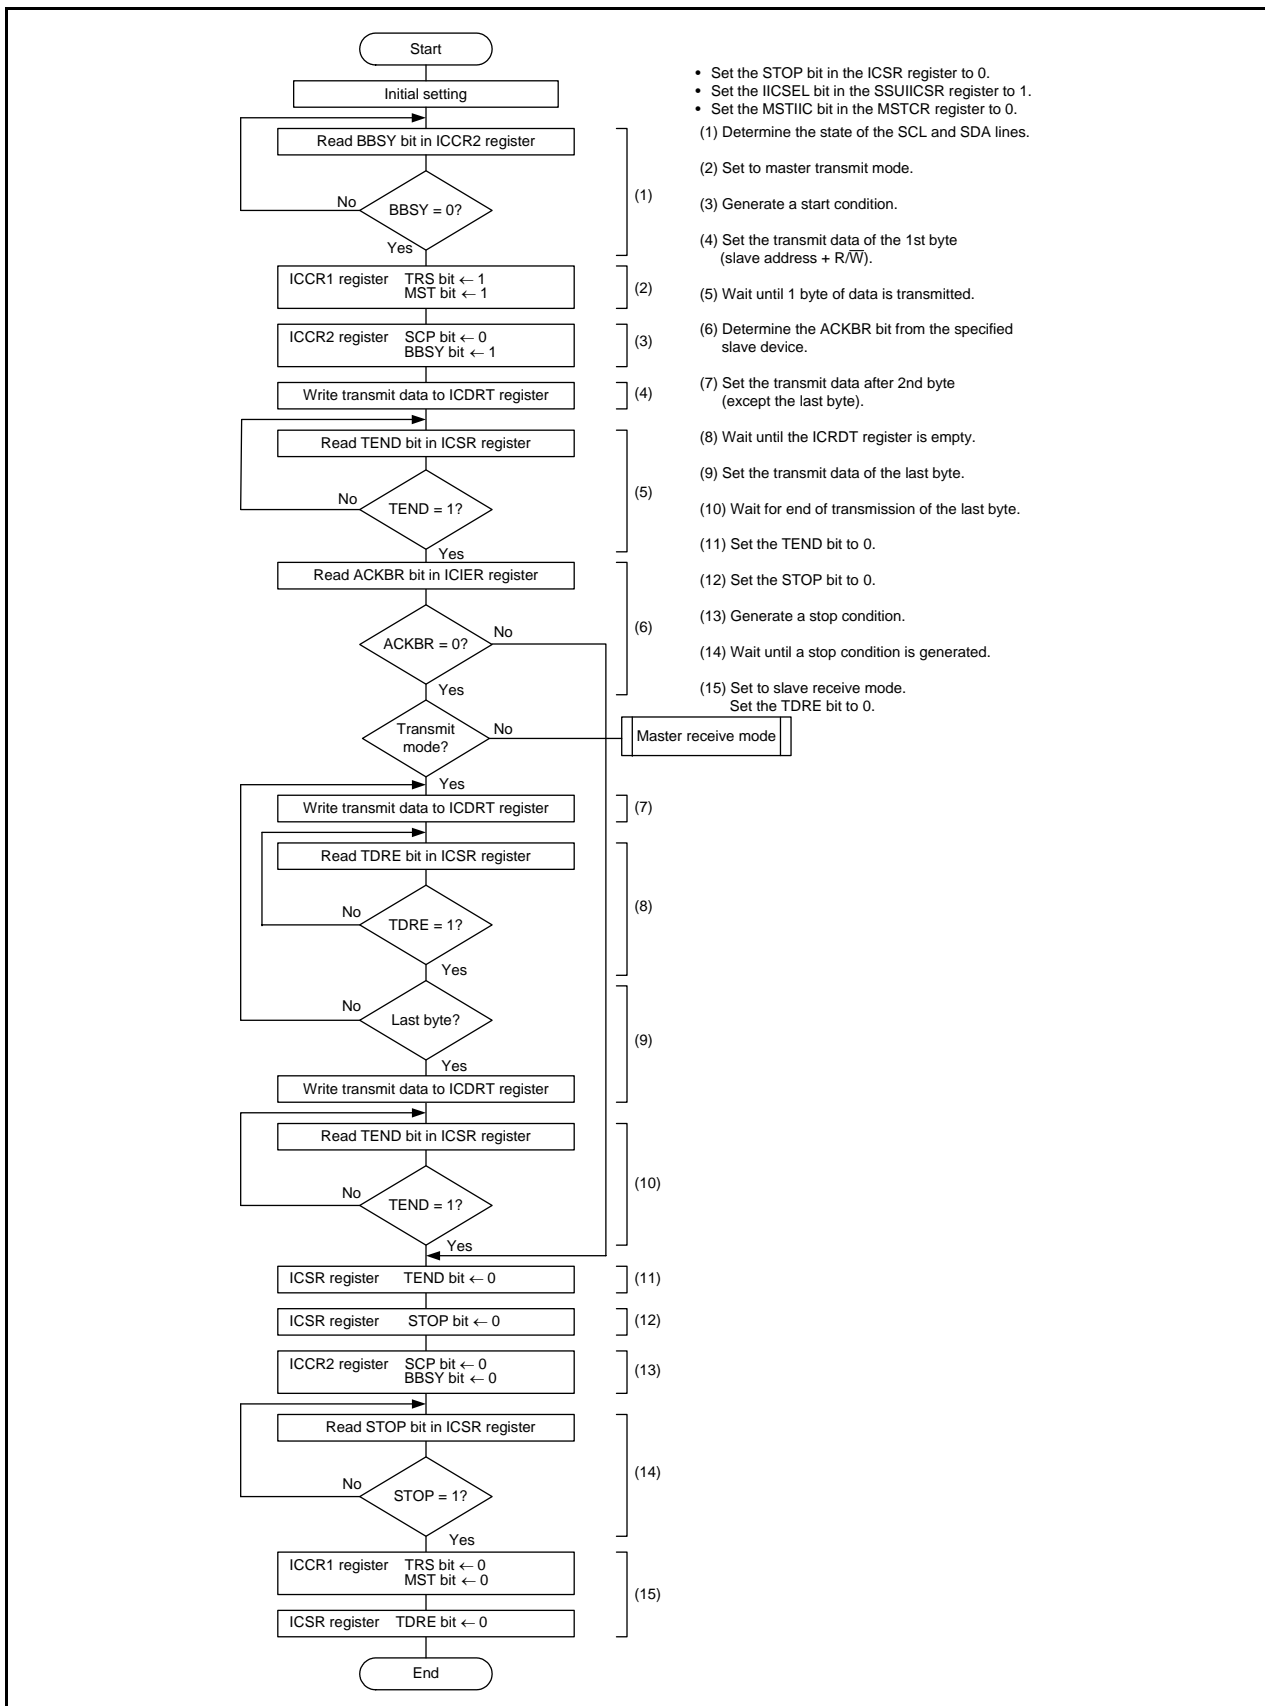 Start
Initial setting
• Set the STOP bit in the ICSR register to 0.
• Set the IICSEL bit in the SSUIICSR register to 1.
• Set the MSTIIC bit in the MSTCR register to 0.
Read BBSY bit in ICCR2 register
BBSY = 0?
No
Yes
(1)
ICCR1 register TRS bit ← 1
MST bit ← 1
(2)
ICCR2 register SCP bit ← 0
BBSY bit ← 1
(3)
Write transmit data to ICDRT register
(4)
Read TEND bit in ICSR register
TEND = 1?
No
Yes
(5)
Read ACKBR bit in ICIER register
ACKBR = 0?
No
Yes
(6)
Transmit
mode?
No
Yes
Master receive mode
Write transmit data to ICDRT register
(7)
Read TDRE bit in ICSR register
TDRE = 1?
No
Yes
(8)
Last byte?
No
Yes
Write transmit data to ICDRT register
(9)
Read TEND bit in ICSR register
TEND = 1?
No
Yes
(10)
ICSR register TEND bit ← 0
(11)
ICSR register STOP bit ← 0
(12)
ICCR2 register SCP bit ← 0
BBSY bit ← 0
(13)
Read STOP bit in ICSR register
STOP = 1?
No
Yes
(14)
ICCR1 register TRS bit ← 0
MST bit ← 0
ICSR register TDRE bit ← 0
(15)
End
(1) Determine the state of the SCL and SDA lines.
(2) Set to master transmit mode.
(3) Generate a start condition.
(4) Set the transmit data of the 1st byte
(slave address + R/W̅).
(5) Wait until 1 byte of data is transmitted.
(6) Determine the ACKBR bit from the specified
slave device.
(7) Set the transmit data after 2nd byte
(except the last byte).
(8) Wait until the ICRDT register is empty.
(9) Set the transmit data of the last byte.
(10) Wait for end of transmission of the last byte.
(11) Set the TEND bit to 0.
(12) Set the STOP bit to 0.
(13) Generate a stop condition.
(14) Wait until a stop condition is generated.
(15) Set to slave receive mode.
Set the TDRE bit to 0.